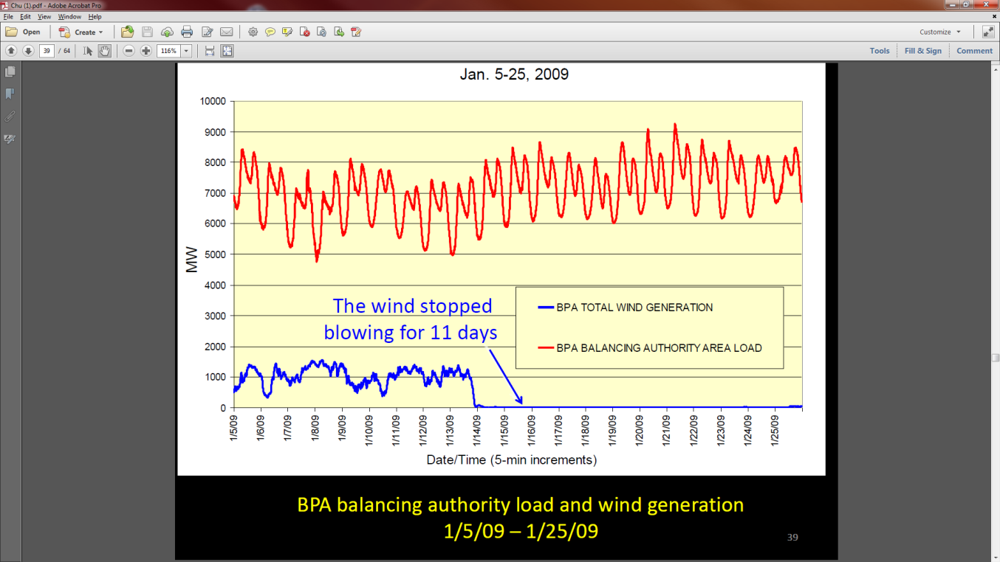 Chu (1).pdf - Adobe Acrobat Pro
File Edit View Window Help
Open Create Customize
39 / 64 116% Tools Fill & Sign Comment
Jan. 5-25, 2009
10000
9000
8000
7000
6000
5000
4000
3000
2000
1000
0
MW
The wind stopped
blowing for 11 days
BPA TOTAL WIND GENERATION
BPA BALANCING AUTHORITY AREA LOAD
1/5/09 1/6/09 1/7/09 1/8/09 1/9/09 1/10/09 1/11/09 1/12/09 1/13/09 1/14/09 1/15/09 1/16/09 1/17/09 1/18/09 1/19/09 1/20/09 1/21/09 1/22/09 1/23/09 1/24/09 1/25/09
Date/Time (5-min increments)
BPA balancing authority load and wind generation
1/5/09 – 1/25/09
39